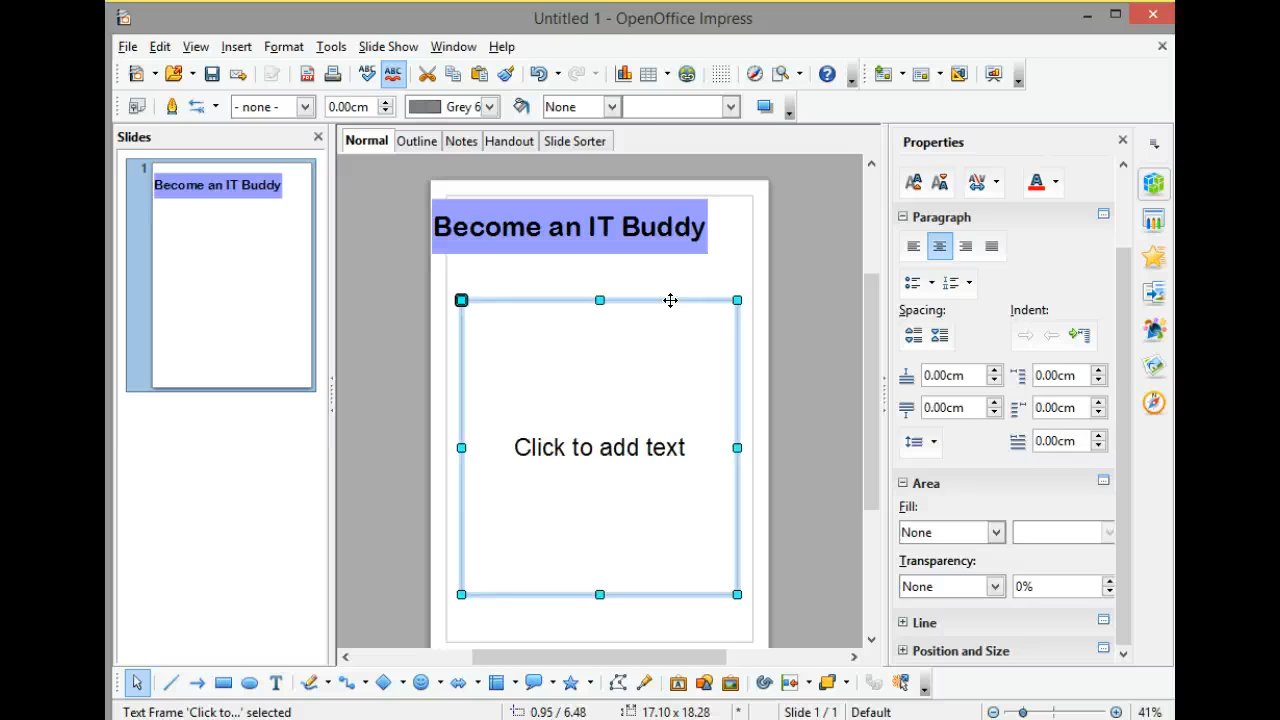 Untitled 1 - OpenOffice Impress
File Edit View Insert Format Tools Slide Show Window Help
- none - 0.00cm Grey 6 None
Slides
Normal Outline Notes Handout Slide Sorter
Properties
1
Become an IT Buddy
Become an IT Buddy
Click to add text
Paragraph
Spacing: Indent:
0.00cm 0.00cm
0.00cm 0.00cm
0.00cm
Area
Fill:
None
Transparency:
None 0%
Line
Position and Size
Text Frame 'Click to...' selected 0.95 / 6.48 17.10 x 18.28 * Slide 1 / 1 Default 41%